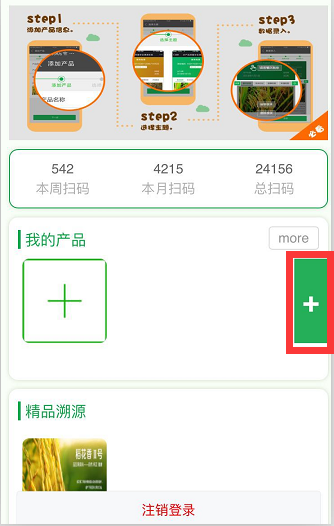 step1
添加产品信息。
step3
数据录入。
添加产品
添加产品
产品名称
选择主题
step2
选择主题。
必看
542
4215
24156
本周扫码
本月扫码
总扫码
我的产品
more
+
精品溯源
稻花香2号
注销登录